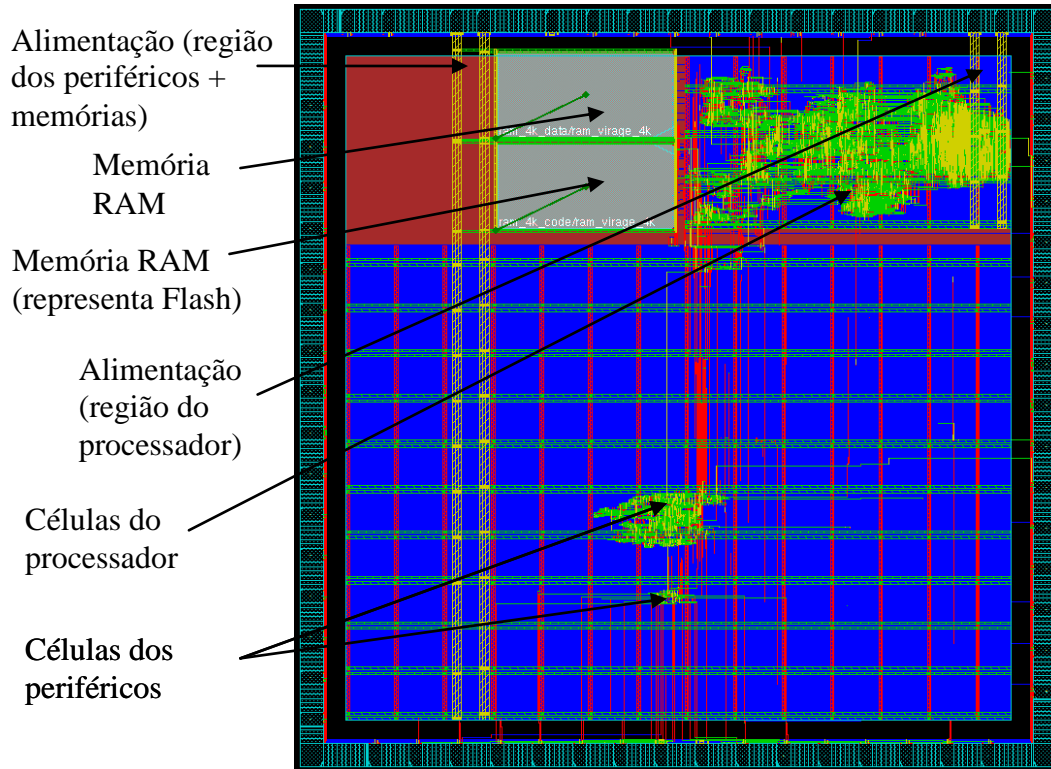 Alimentação (região
dos periféricos +
memórias)
Memória
RAM
Memória RAM
(representa Flash)
Alimentação
(região do
processador)
Células do
processador
Células dos
periféricos
ram_4k_data/ram_virage_4k
ram_4k_code/ram_virage_4k